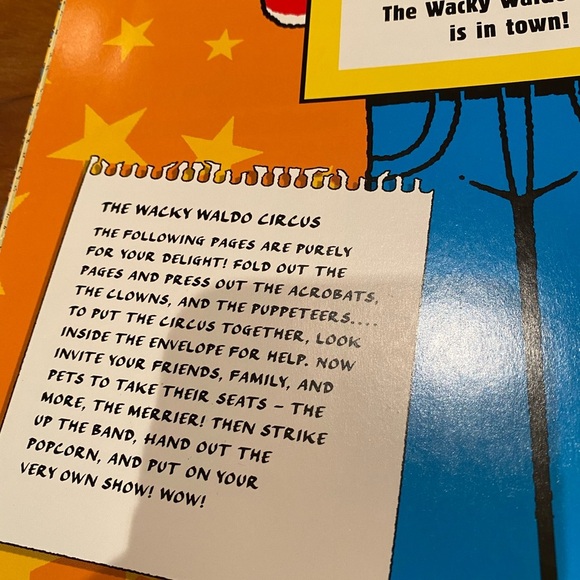 The Wacky Waldo
is in town!
THE WACKY WALDO CIRCUS
THE FOLLOWING PAGES ARE PURELY
FOR YOUR DELIGHT! FOLD OUT THE
PAGES AND PRESS OUT THE ACROBATS,
THE CLOWNS, AND THE PUPPETEERS....
TO PUT THE CIRCUS TOGETHER, LOOK
INSIDE THE ENVELOPE FOR HELP. NOW
INVITE YOUR FRIENDS, FAMILY, AND
PETS TO TAKE THEIR SEATS – THE
MORE, THE MERRIER! THEN STRIKE
UP THE BAND, HAND OUT THE
POPCORN, AND PUT ON YOUR
VERY OWN SHOW! WOW!